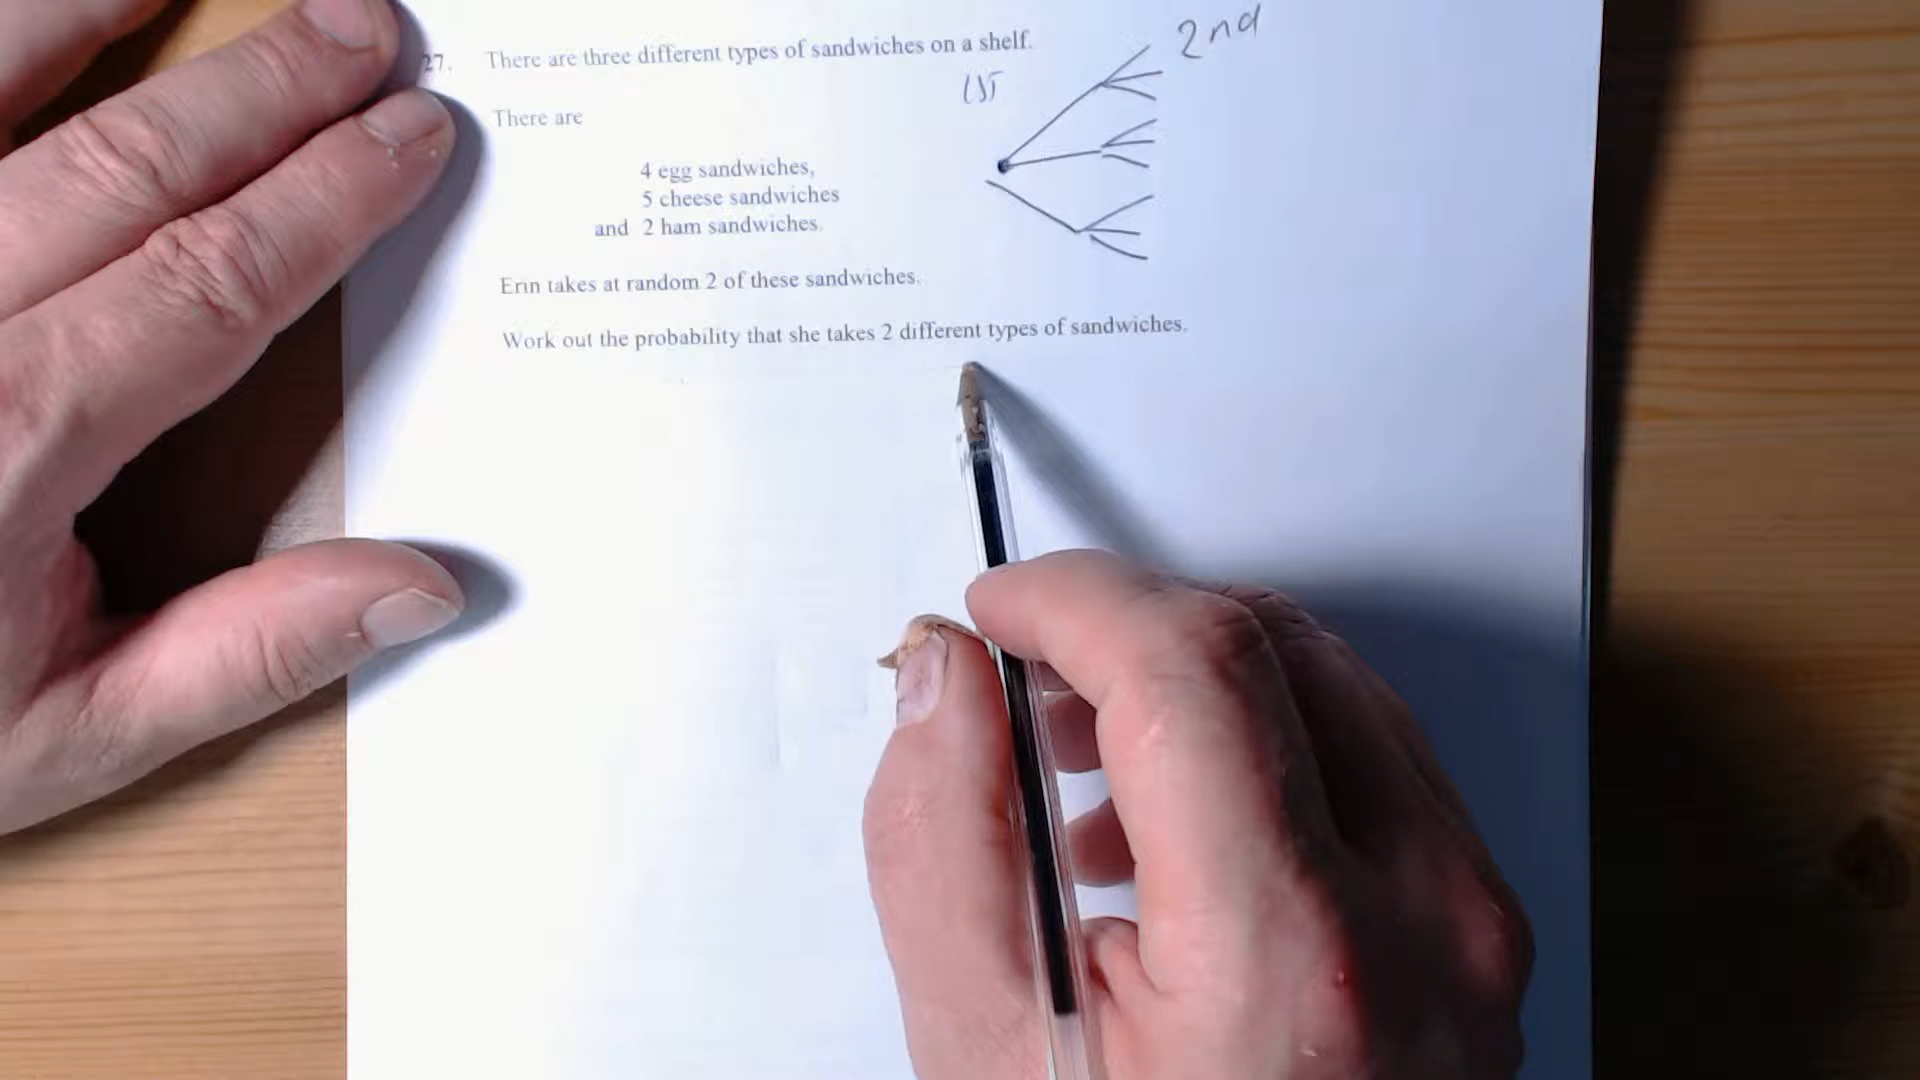 27. There are three different types of sandwiches on a shelf.
2nd
1ST
There are
4 egg sandwiches,
5 cheese sandwiches
and 2 ham sandwiches.
Erin takes at random 2 of these sandwiches.
Work out the probability that she takes 2 different types of sandwiches.